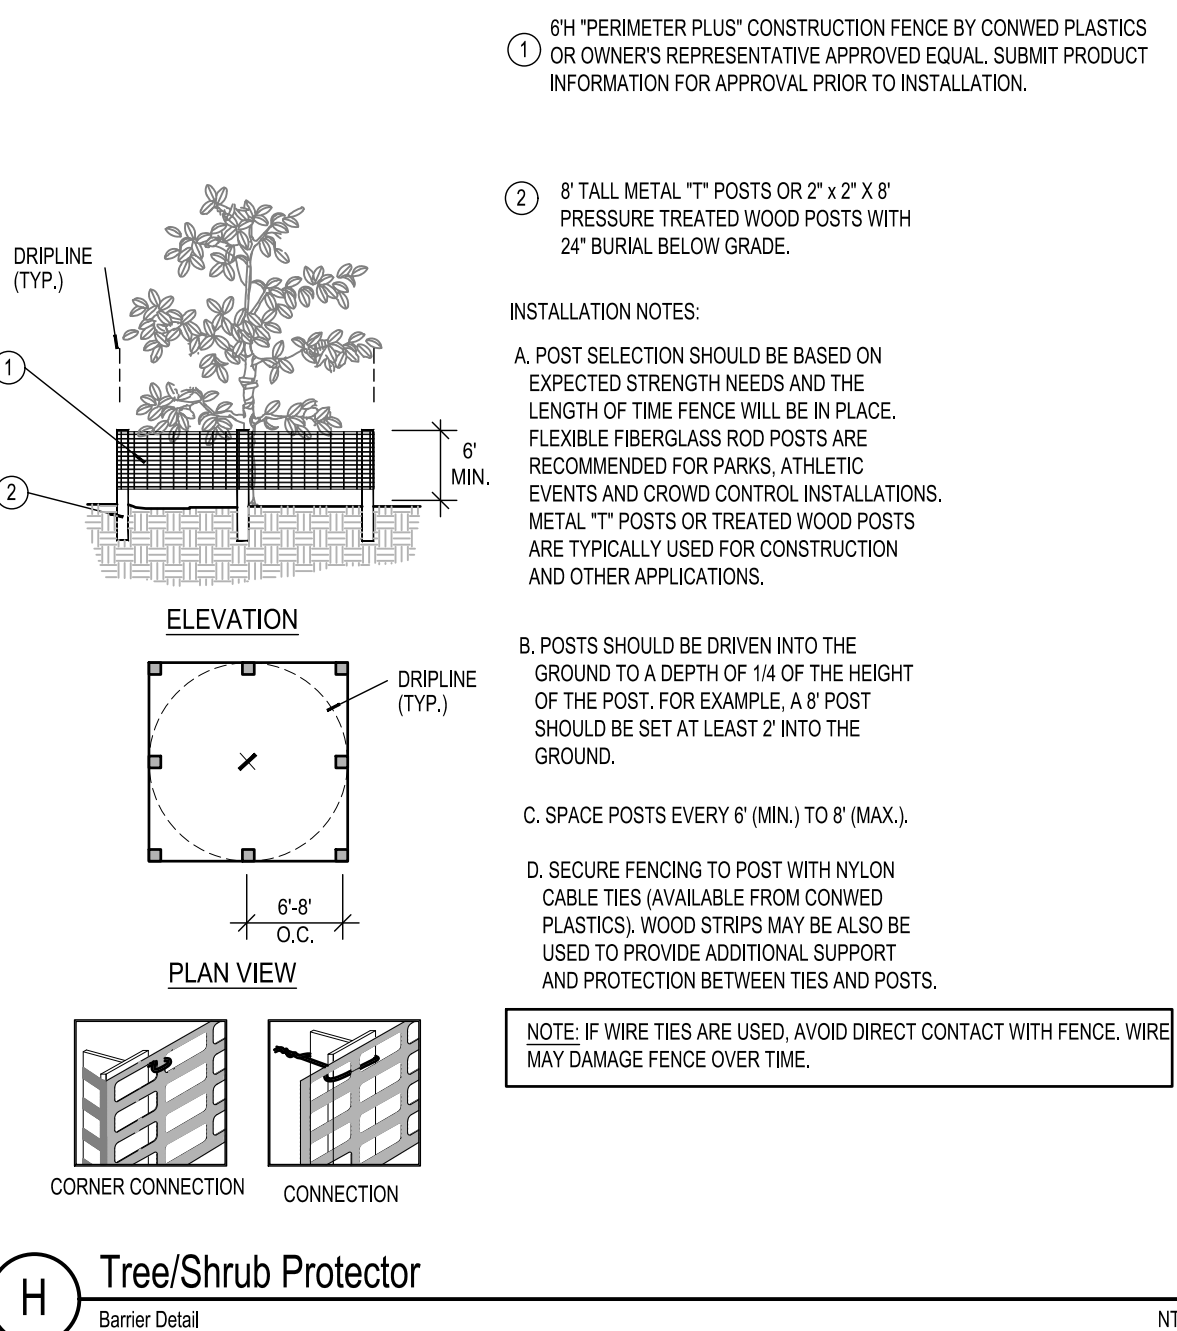 1
6'H "PERIMETER PLUS" CONSTRUCTION FENCE BY CONWED PLASTICS
OR OWNER'S REPRESENTATIVE APPROVED EQUAL. SUBMIT PRODUCT
INFORMATION FOR APPROVAL PRIOR TO INSTALLATION.
2
8' TALL METAL "T" POSTS OR 2" x 2" X 8'
PRESSURE TREATED WOOD POSTS WITH
24" BURIAL BELOW GRADE.
INSTALLATION NOTES:
A. POST SELECTION SHOULD BE BASED ON
EXPECTED STRENGTH NEEDS AND THE
LENGTH OF TIME FENCE WILL BE IN PLACE.
FLEXIBLE FIBERGLASS ROD POSTS ARE
RECOMMENDED FOR PARKS, ATHLETIC
EVENTS AND CROWD CONTROL INSTALLATIONS.
METAL "T" POSTS OR TREATED WOOD POSTS
ARE TYPICALLY USED FOR CONSTRUCTION
AND OTHER APPLICATIONS.
B. POSTS SHOULD BE DRIVEN INTO THE
GROUND TO A DEPTH OF 1/4 OF THE HEIGHT
OF THE POST. FOR EXAMPLE, A 8' POST
SHOULD BE SET AT LEAST 2' INTO THE
GROUND.
C. SPACE POSTS EVERY 6' (MIN.) TO 8' (MAX.).
D. SECURE FENCING TO POST WITH NYLON
CABLE TIES (AVAILABLE FROM CONWED
PLASTICS). WOOD STRIPS MAY BE ALSO BE
USED TO PROVIDE ADDITIONAL SUPPORT
AND PROTECTION BETWEEN TIES AND POSTS.
NOTE: IF WIRE TIES ARE USED, AVOID DIRECT CONTACT WITH FENCE. WIRE
MAY DAMAGE FENCE OVER TIME.
DRIPLINE
(TYP.)
1
2
6'
MIN.
ELEVATION
DRIPLINE
(TYP.)
6'-8'
O.C.
PLAN VIEW
CORNER CONNECTION
CONNECTION
H
Tree/Shrub Protector
Barrier Detail
NT